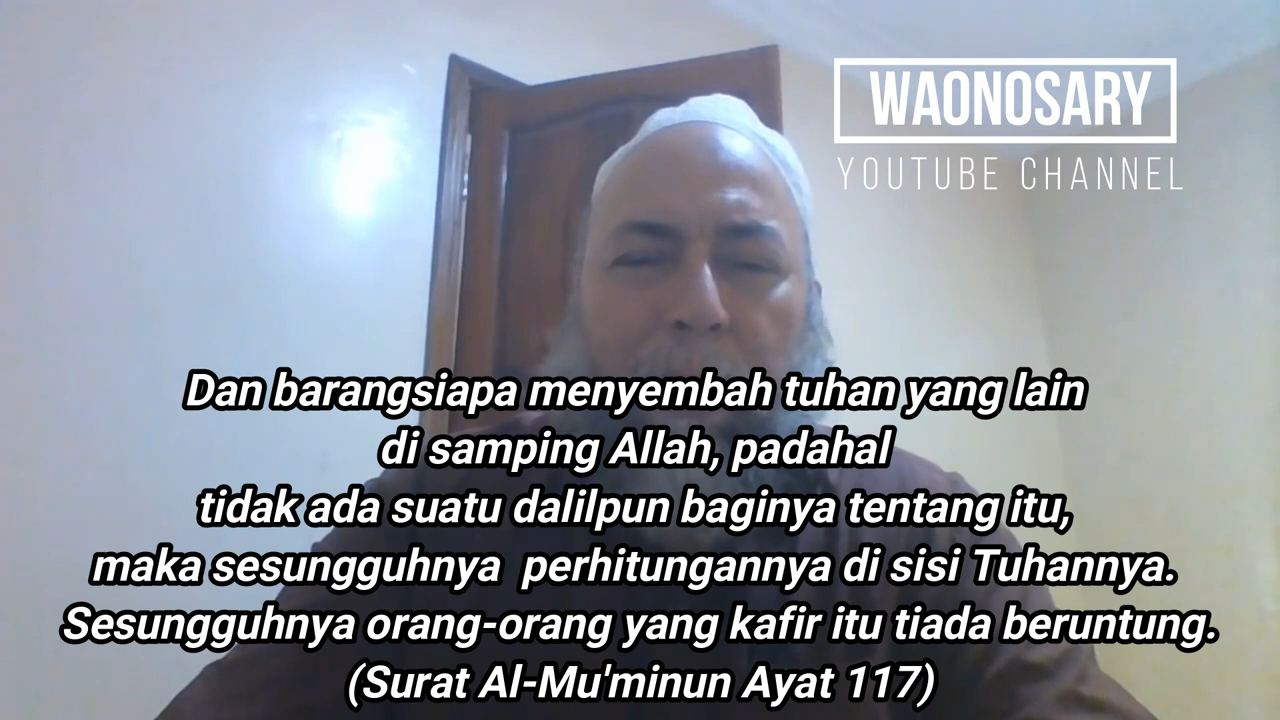 WAONOSARY
YOUTUBE CHANNEL
Dan barangsiapa menyembah tuhan yang lain
di samping Allah, padahal
tidak ada suatu dalilpun baginya tentang itu,
maka sesungguhnya perhitungannya di sisi Tuhannya.
Sesungguhnya orang-orang yang kafir itu tiada beruntung.
(Surat Al-Mu'minun Ayat 117)